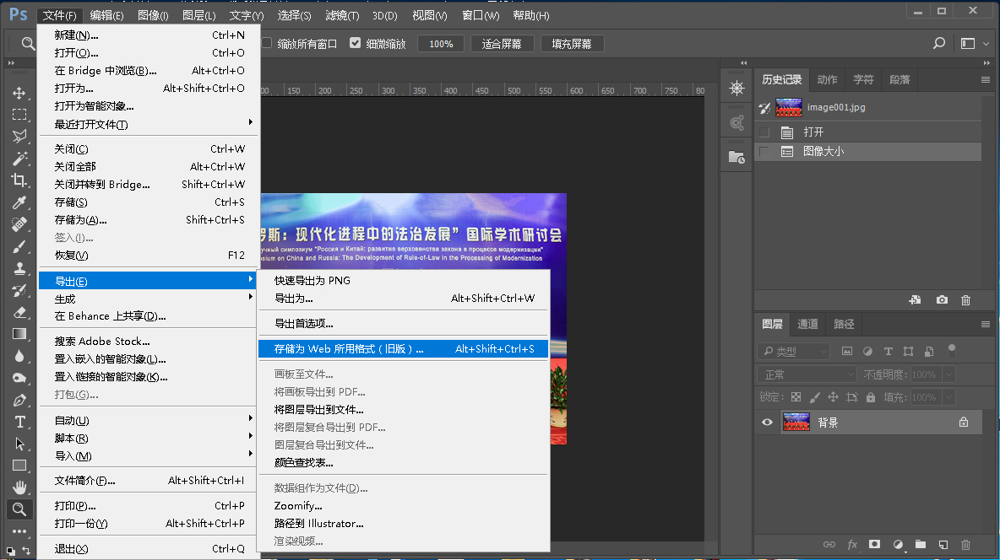 Ps 文件(F) 编辑(E) 图像(I) 图层(L) 文字(Y) 选择(S) 滤镜(T) 3D(D) 视图(V) 窗口(W) 帮助(H)
缩放所有窗口 细微缩放 100% 适合屏幕 填充屏幕
新建(N)... Ctrl+N
打开(O)... Ctrl+O
在 Bridge 中浏览(B)... Alt+Ctrl+O
打开为... Alt+Shift+Ctrl+O
打开为智能对象...
最近打开文件(T)
关闭(C) Ctrl+W
关闭全部 Alt+Ctrl+W
关闭并转到 Bridge... Shift+Ctrl+W
存储(S) Ctrl+S
存储为(A)... Shift+Ctrl+S
签入(I)...
恢复(V) F12
导出(E)
生成
在 Behance 上共享(D)...
搜索 Adobe Stock...
置入嵌入的智能对象(L)...
置入链接的智能对象(K)...
打包(G)...
自动(U)
脚本(R)
导入(M)
文件简介(F)... Alt+Shift+Ctrl+I
打印(P)... Ctrl+P
打印一份(Y) Alt+Shift+Ctrl+P
退出(X) Ctrl+Q
00 150 200 250 300 350 400 450 500 550 600 650 700 750 80
罗斯：现代化进程中的法治发展”国际学术研讨会
учный симпозиум "Россия и Китай: развитие верховенства закона в процессе модернизации"
sium on China and Russia: The Development of Rule-of-Law in the Processing of Modernization
快速导出为 PNG
导出为... Alt+Shift+Ctrl+W
导出首选项...
存储为 Web 所用格式（旧版）... Alt+Shift+Ctrl+S
画板至文件...
将画板导出到 PDF...
将图层导出到文件...
将图层复合导出到 PDF...
图层复合导出到文件...
颜色查找表...
数据组作为文件(D)...
Zoomify...
路径到 Illustrator...
渲染视频...
历史记录 动作 字符 段落
image001.jpg
打开
图像大小
图层 通道 路径
类型
正常 不透明度: 100%
锁定: 填充: 100%
背景
fx